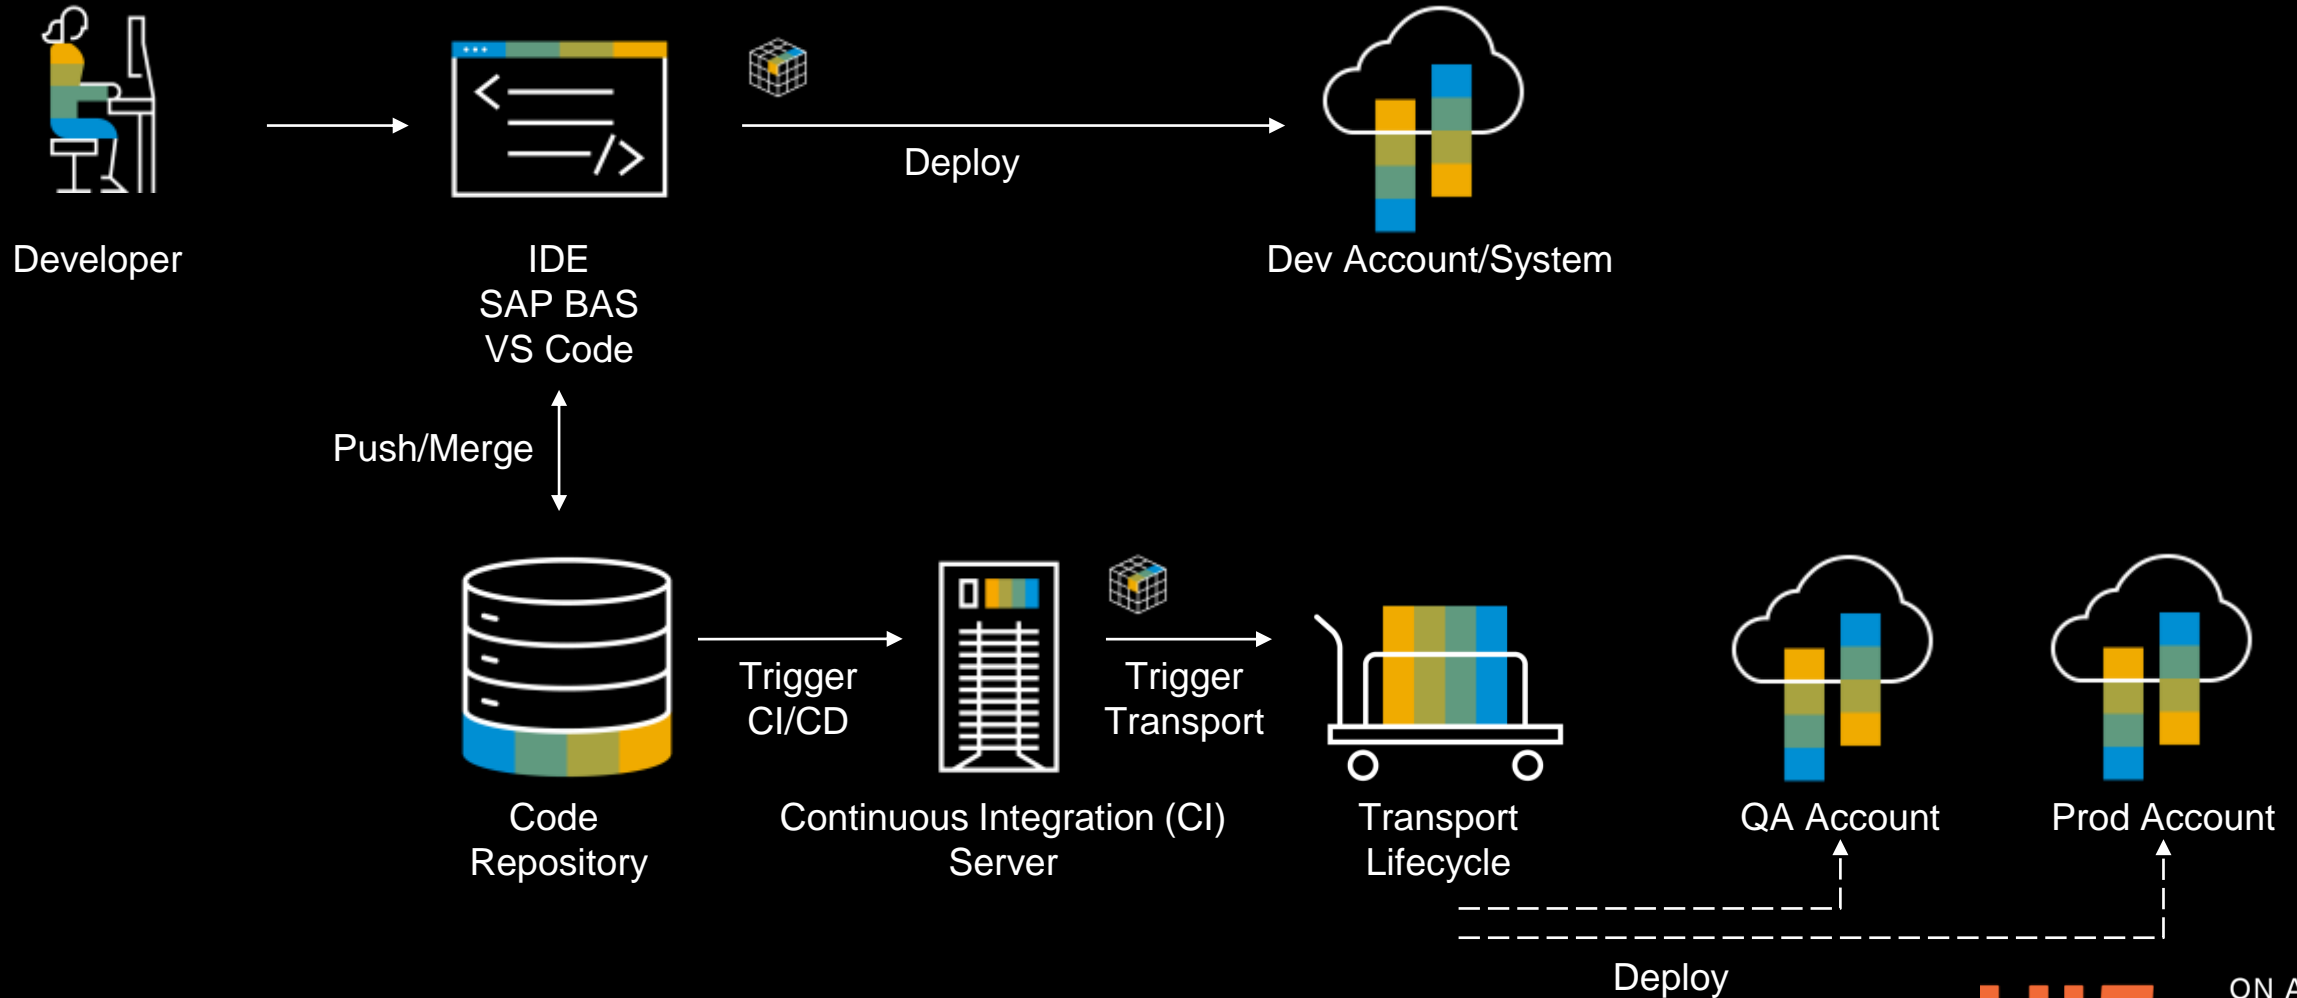 Deploy
Developer
IDE
SAP BAS
VS Code
Dev Account/System
Push/Merge
Trigger
CI/CD
Trigger
Transport
Code
Repository
Continuous Integration (CI)
Server
Transport
Lifecycle
QA Account
Prod Account
Deploy
ON A